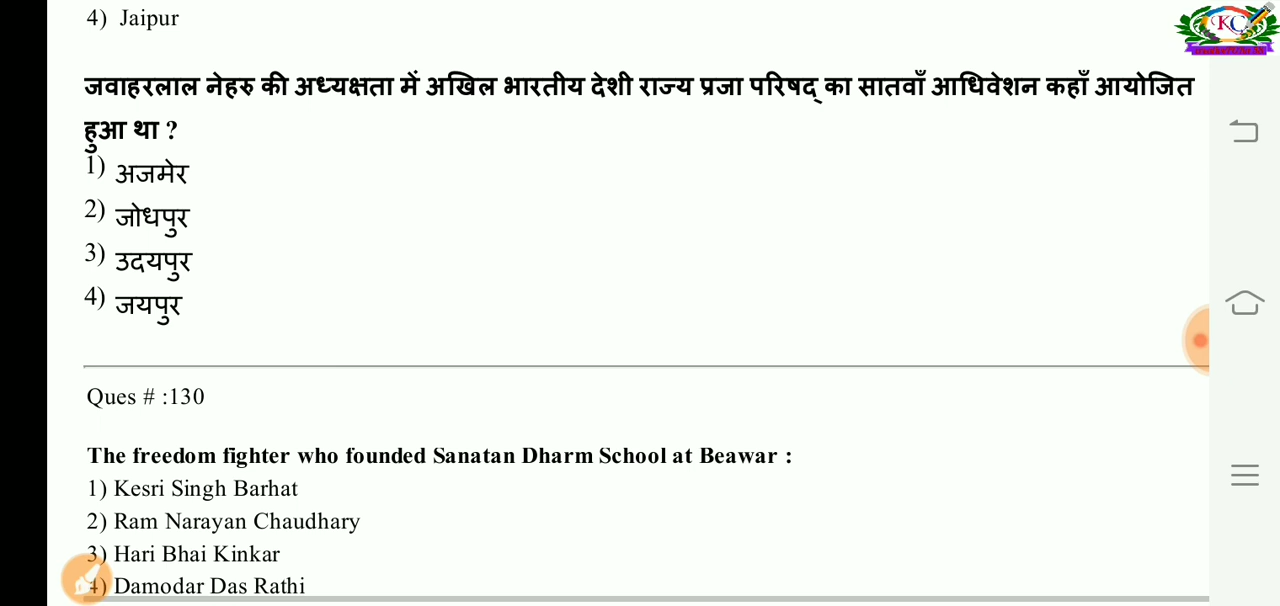 4) Jaipur
जवाहरलाल नेहरु की अध्यक्षता में अखिल भारतीय देशी राज्य प्रजा परिषद् का सातवाँ आधिवेशन कहाँ आयोजित
हुआ था ?
1) अजमेर
2) जोधपुर
3) उदयपुर
4) जयपुर
Ques # :130
The freedom fighter who founded Sanatan Dharm School at Beawar :
1) Kesri Singh Barhat
2) Ram Narayan Chaudhary
3) Hari Bhai Kinkar
4) Damodar Das Rathi
KC